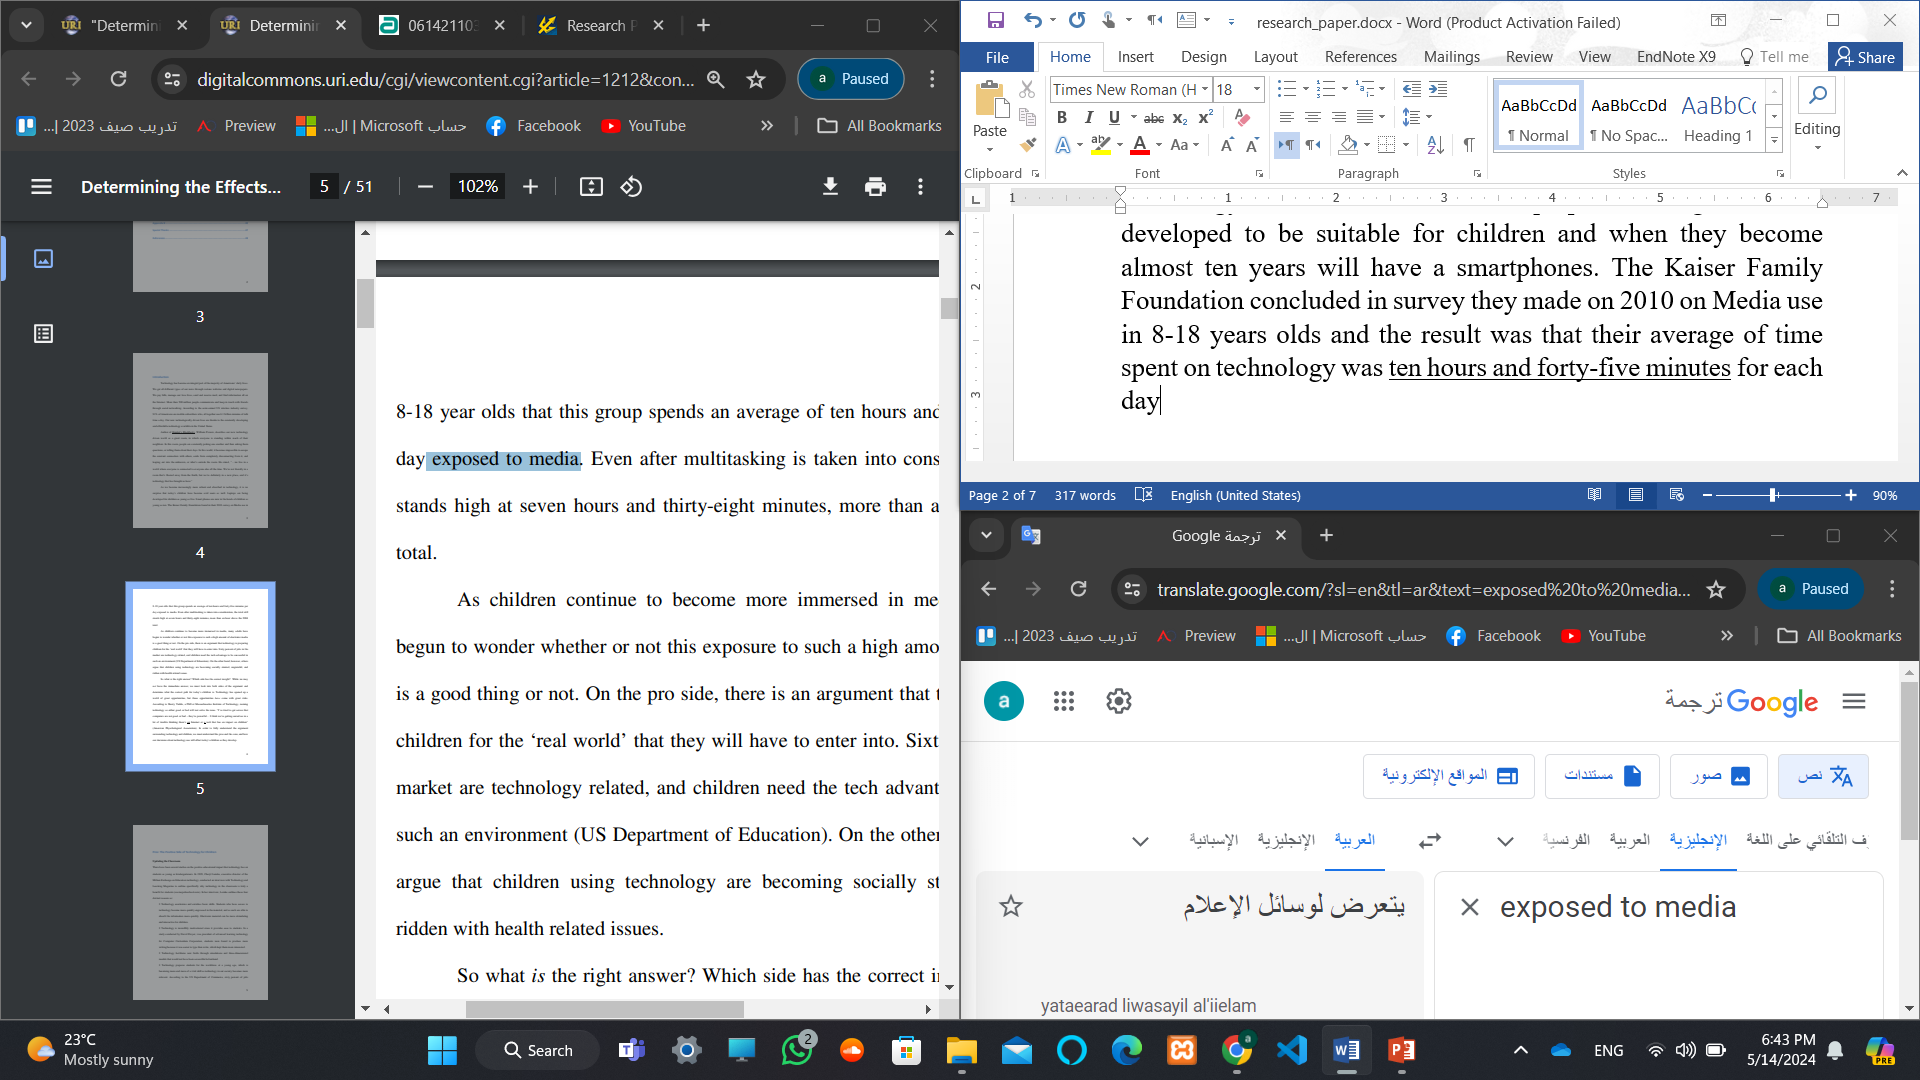 "Determin
Determinin
061421103
Research P
digitalcommons.uri.edu/cgi/viewcontent.cgi?article=1212&con...
a Paused
تدريب صيف 2023 |...
Preview
حساب Microsoft | ال...
Facebook
YouTube
All Bookmarks
Determining the Effects...
5 / 51
102%
3
4
5
8-18 year olds that this group spends an average of ten hours and
day exposed to media. Even after multitasking is taken into cons
stands high at seven hours and thirty-eight minutes, more than a
total.
As children continue to become more immersed in me
begun to wonder whether or not this exposure to such a high amo
is a good thing or not. On the pro side, there is an argument that t
children for the ‘real world’ that they will have to enter into. Sixt
market are technology related, and children need the tech advant
such an environment (US Department of Education). On the other
argue that children using technology are becoming socially st
ridden with health related issues.
So what is the right answer? Which side has the correct i
research_paper.docx - Word (Product Activation Failed)
File
Home
Insert
Design
Layout
References
Mailings
Review
View
EndNote X9
Tell me
Share
Paste
Times New Roman (H
18
AaBbCcDd
AaBbCcDd
AaBbCc
¶ Normal
¶ No Spac...
Heading 1
Editing
Clipboard
Font
Paragraph
Styles
1 1 2 3 4 5 6 7
2
3
developed to be suitable for children and when they become
almost ten years will have a smartphones. The Kaiser Family
Foundation concluded in survey they made on 2010 on Media use
in 8-18 years olds and the result was that their average of time
spent on technology was ten hours and forty-five minutes for each
day
Page 2 of 7
317 words
English (United States)
90%
ترجمة Google
translate.google.com/?sl=en&tl=ar&text=exposed%20to%20media...
a Paused
تدريب صيف 2023 |...
Preview
حساب Microsoft | ال...
Facebook
YouTube
All Bookmarks
a
ترجمة Google
نص
صور
مستندات
المواقع الإلكترونية
ف التلقائي على اللغة
الإنجليزية
العربية
الفرنسية
العربية
الإنجليزية
الإسبانية
exposed to media
يتعرض لوسائل الإعلام
yataearad liwasayil al'iielam
23°C
Mostly sunny
Search
2
ENG
6:43 PM
5/14/2024
PRE